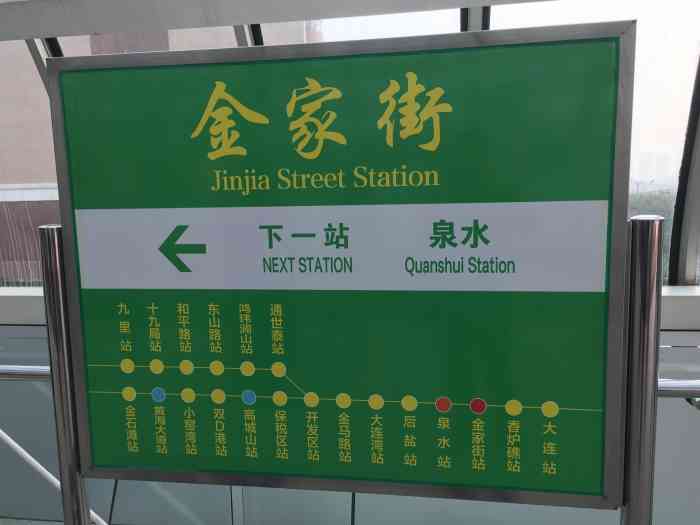 金家街
Jinjia Street Station
下一站 泉水
NEXT STATION Quanshui Station
九里站 十九局站 和平路站 东山路站 鸿玮澜山站 通世泰站
金石滩站 黄海大道站 小窑湾站 双D港站 高城山站 保税区站 开发区站 金马路站 大连湾站 后盐站 泉水站 金家街站 香炉礁站 大连站